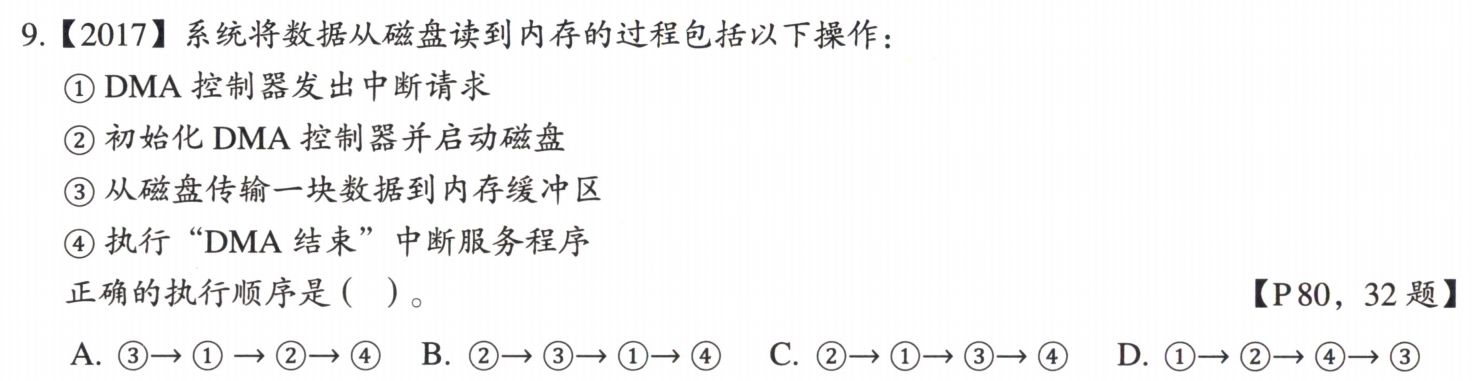 9.【2017】系统将数据从磁盘读到内存的过程包括以下操作：
① DMA 控制器发出中断请求
② 初始化 DMA 控制器并启动磁盘
③ 从磁盘传输一块数据到内存缓冲区
④ 执行“DMA 结束”中断服务程序
正确的执行顺序是（ ）。 【P80，32 题】
A. ③→ ① → ②→ ④ B. ②→ ③→ ①→ ④ C. ②→ ①→ ③→ ④ D. ①→ ②→ ④→ ③